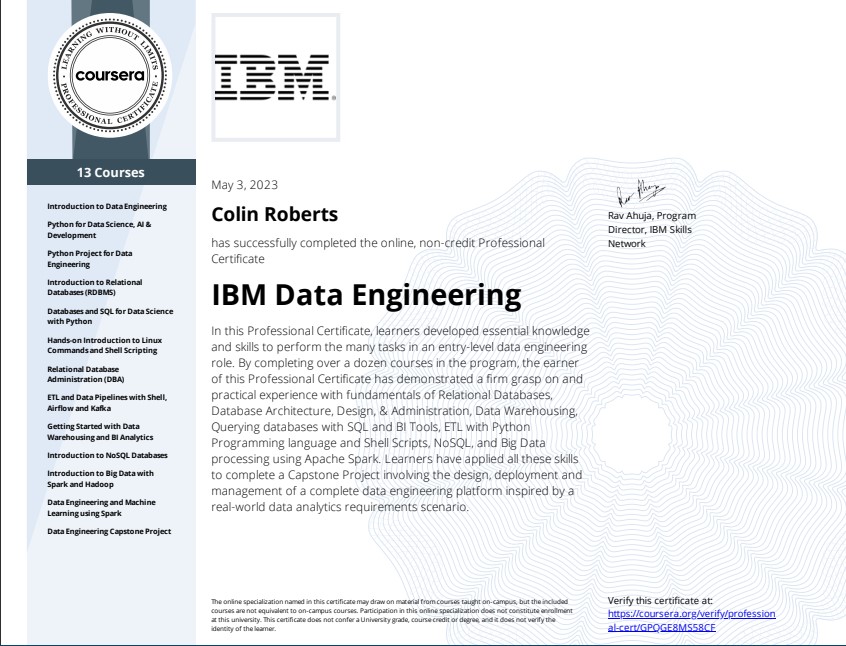 LEARNING WITHOUT LIMITS
coursera
PROFESSIONAL CERTIFICATE
IBM
13 Courses
Introduction to Data Engineering
Python for Data Science, AI &
Development
Python Project for Data
Engineering
Introduction to Relational
Databases (RDBMS)
Databases and SQL for Data Science
with Python
Hands-on Introduction to Linux
Commands and Shell Scripting
Relational Database
Administration (DBA)
ETL and Data Pipelines with Shell,
Airflow and Kafka
Getting Started with Data
Warehousing and BI Analytics
Introduction to NoSQL Databases
Introduction to Big Data with
Spark and Hadoop
Data Engineering and Machine
Learning using Spark
Data Engineering Capstone Project
May 3, 2023
Colin Roberts
has successfully completed the online, non-credit Professional
Certificate
IBM Data Engineering
In this Professional Certificate, learners developed essential knowledge
and skills to perform the many tasks in an entry-level data engineering
role. By completing over a dozen courses in the program, the earner
of this Professional Certificate has demonstrated a firm grasp on and
practical experience with fundamentals of Relational Databases,
Database Architecture, Design, & Administration, Data Warehousing,
Querying databases with SQL and BI Tools, ETL with Python
Programming language and Shell Scripts, NoSQL, and Big Data
processing using Apache Spark. Learners have applied all these skills
to complete a Capstone Project involving the design, deployment and
management of a complete data engineering platform inspired by a
real-world data analytics requirements scenario.
Rav Ahuja, Program
Director, IBM Skills
Network
The online specialization named in this certificate may draw on material from courses taught on-campus, but the included
courses are not equivalent to on-campus courses. Participation in this online specialization does not constitute enrollment
at this university. This certificate does not confer a University grade, course credit or degree, and it does not verify the
identity of the learner.
Verify this certificate at:
https://coursera.org/verify/profession
al-cert/GPQGE8MS58CF